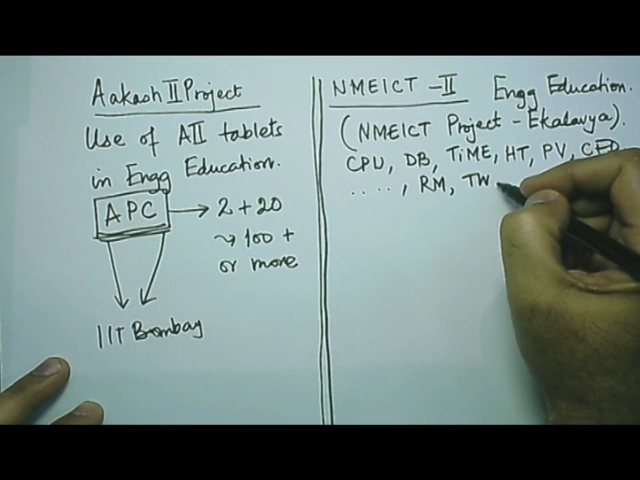 Aakash II Project
Use of AII tablets
in Engg Education.
APC → 2 + 20
↝ 100 +
or more
IIT Bombay
NMEICT - II Engg Education.
(NMEICT Project - Ekalavya).
CPU, DB, TiME, HT, PV, CFD
...., RM, TW